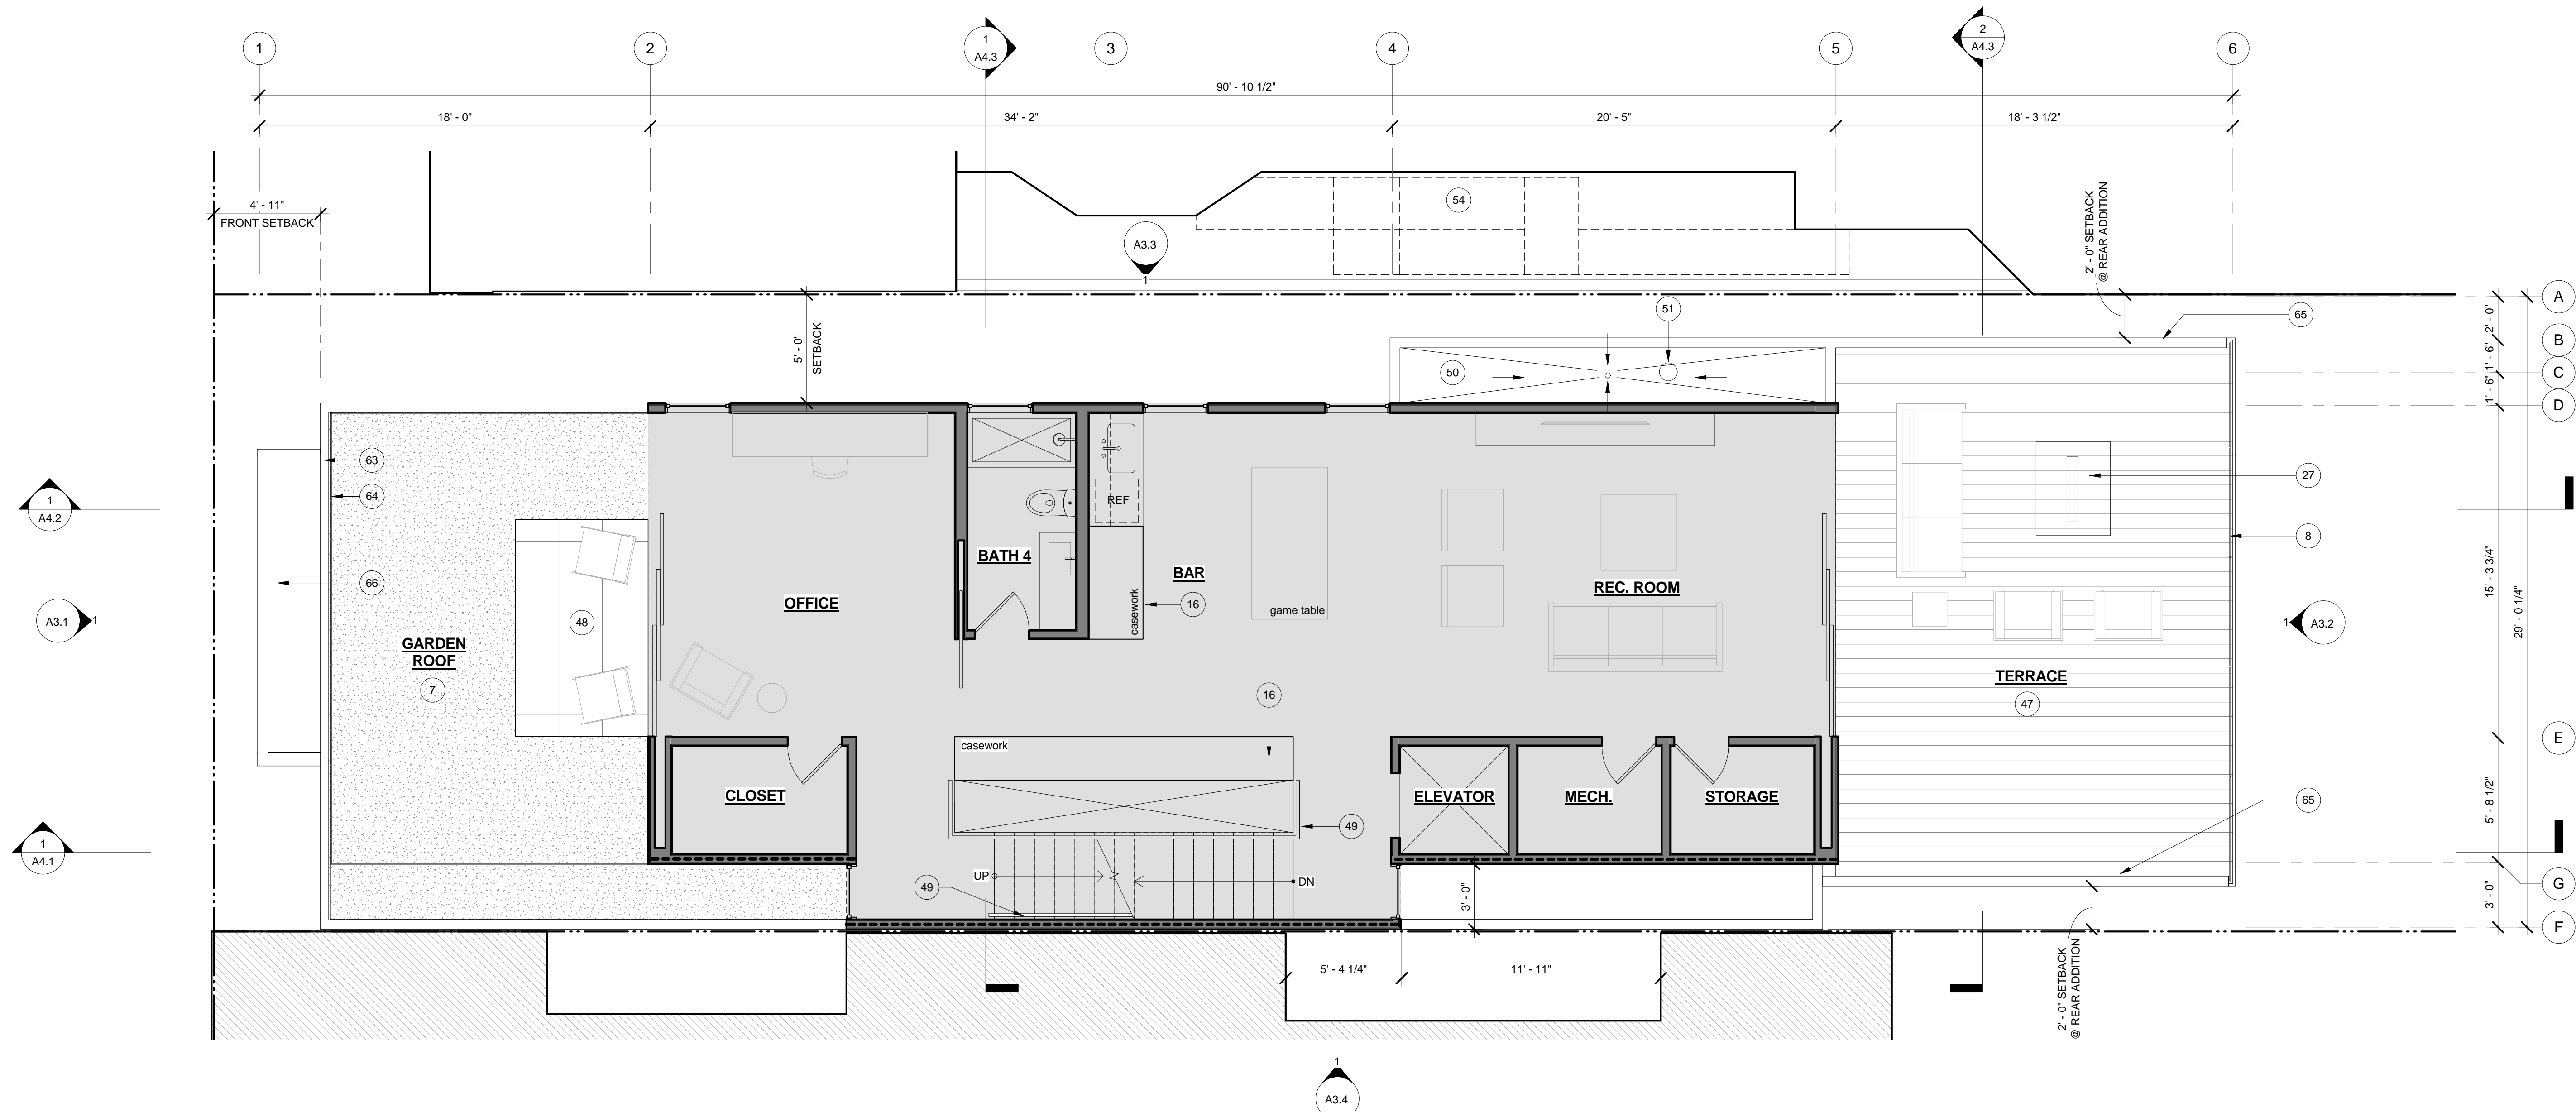 1
2
1
A4.3
3
4
5
2
A4.3
6
90' - 10 1/2"
18' - 0"
34' - 2"
20' - 5"
18' - 3 1/2"
4' - 11"
FRONT SETBACK
54
A3.3
1
2' - 0" SETBACK
@ REAR ADDITION
5' - 0"
SETBACK
51
50
65
A
B
C
D
2' - 0"
1' - 6"
1' - 6"
63
64
66
1
A4.2
A3.1
1
1
A4.1
48
GARDEN
ROOF
7
OFFICE
BATH 4
REF
BAR
casework
16
game table
REC. ROOM
27
8
TERRACE
47
1
A3.2
15' - 3 3/4"
29' - 0 1/4"
E
16
casework
CLOSET
ELEVATOR
MECH.
STORAGE
49
65
5' - 8 1/2"
UP
DN
49
3' - 0"
G
3' - 0"
F
5' - 4 1/4"
11' - 11"
2' - 0" SETBACK
@ REAR ADDITION
1
A3.4